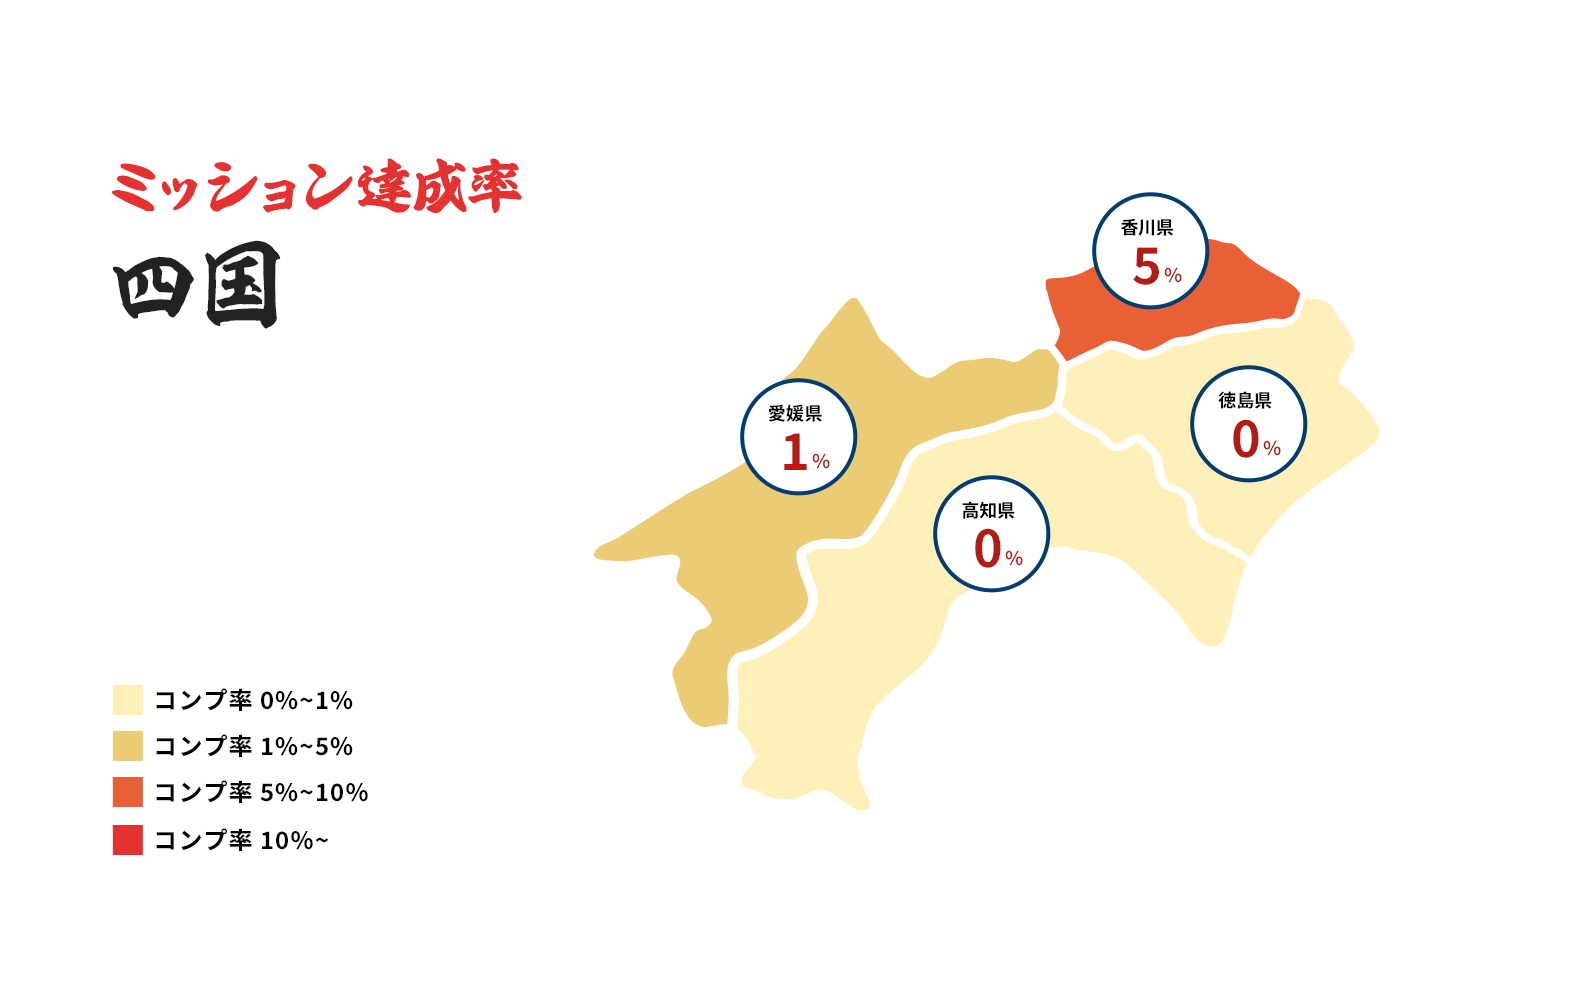 ミッション達成率
四国
香川県
5%
愛媛県
1%
徳島県
0%
高知県
0%
コンプ率 0%~1%
コンプ率 1%~5%
コンプ率 5%~10%
コンプ率 10%~